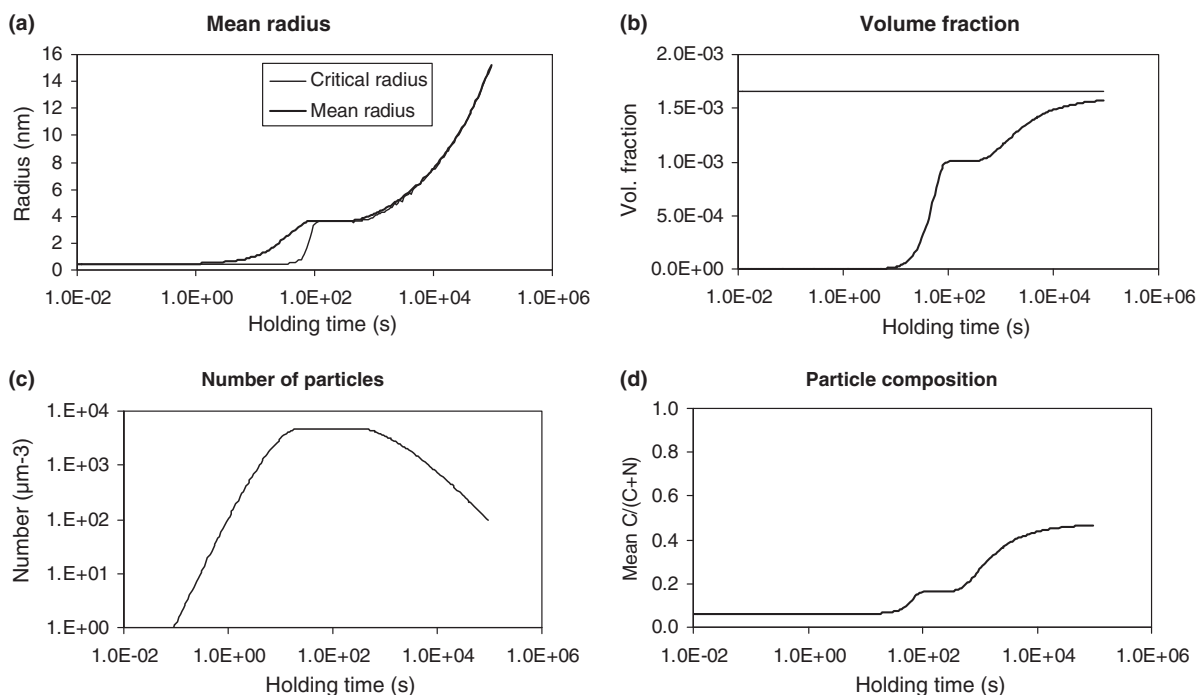 (a)
Mean radius
16
14
12
10
8
6
4
2
0
Radius (nm)
Critical radius
Mean radius
1.0E-02 1.0E+00 1.0E+02 1.0E+04 1.0E+06
Holding time (s)
(b)
Volume fraction
2.0E-03
1.5E-03
1.0E-03
5.0E-04
0.0E+00
Vol. fraction
1.0E-02 1.0E+00 1.0E+02 1.0E+04 1.0E+06
Holding time (s)
(c)
Number of particles
1.E+04
1.E+03
1.E+02
1.E+01
1.E+00
Number (µm-3)
1.0E-02 1.0E+00 1.0E+02 1.0E+04 1.0E+06
Holding time (s)
(d)
Particle composition
1.0
0.8
0.6
0.4
0.2
0.0
Mean C/(C+N)
1.0E-02 1.0E+00 1.0E+02 1.0E+04 1.0E+06
Holding time (s)